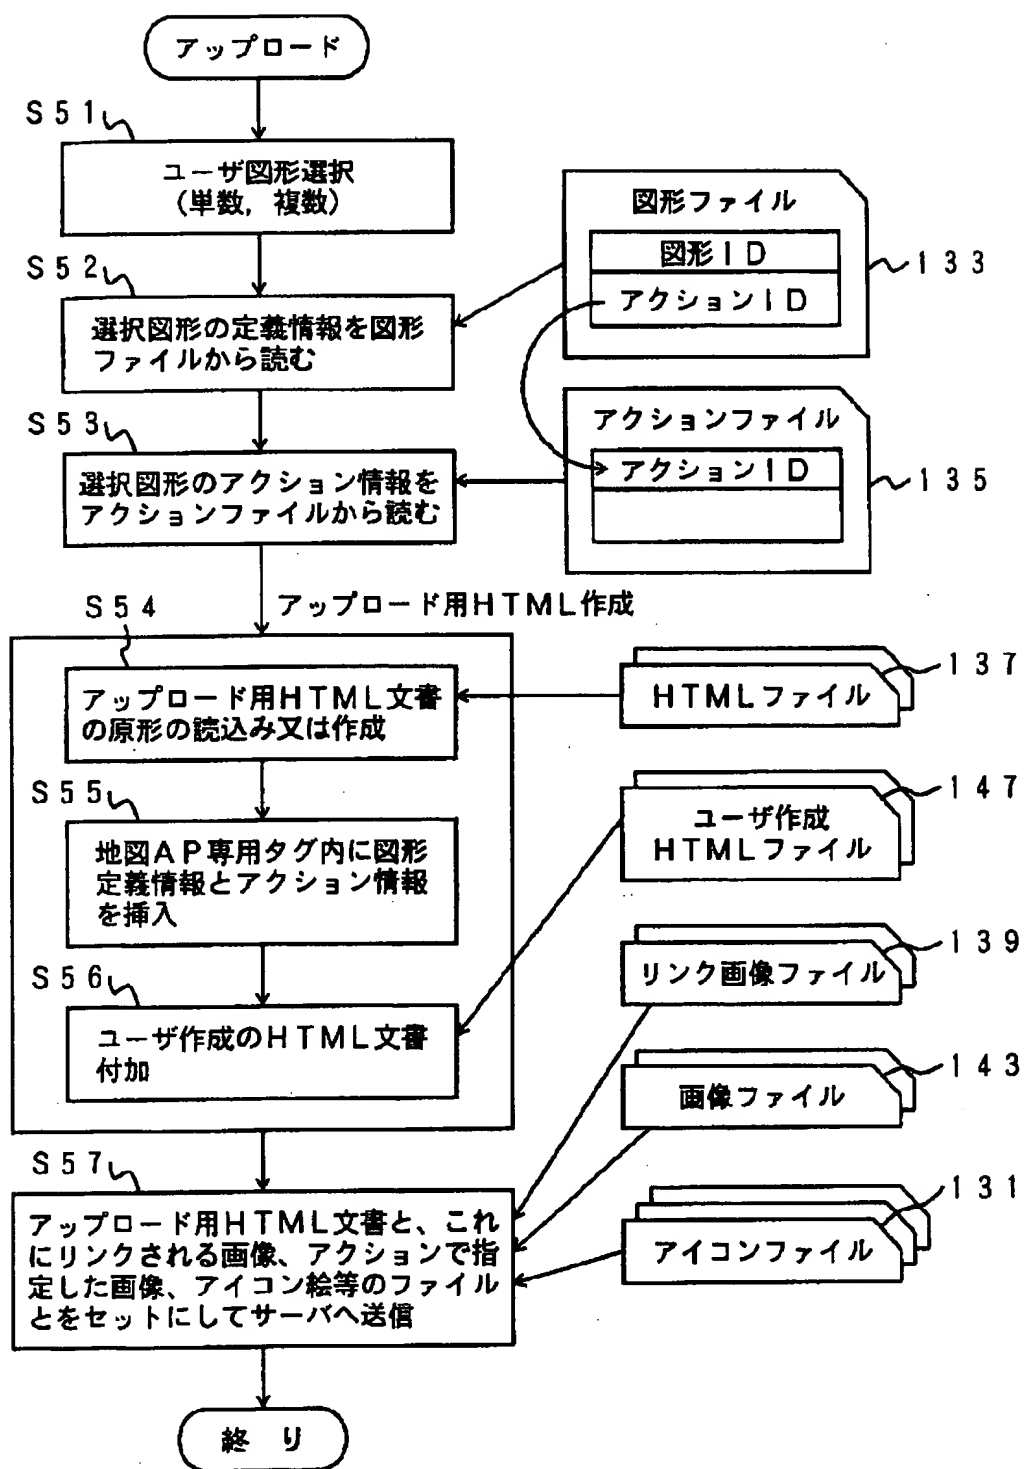 アップロード
S51
ユーザ図形選択
(単数, 複数)
S52
選択図形の定義情報を図形
ファイルから読む
図形ファイル
図形ID
アクションID
133
S53
選択図形のアクション情報を
アクションファイルから読む
アクションファイル
アクションID
135
アップロード用HTML作成
S54
アップロード用HTML文書
の原形の読込み又は作成
HTMLファイル
137
S55
地図AP専用タグ内に図形
定義情報とアクション情報
を挿入
ユーザ作成
HTMLファイル
147
S56
ユーザ作成のHTML文書
付加
リンク画像ファイル
139
画像ファイル
143
S57
アップロード用HTML文書と、これ
にリンクされる画像、アクションで指
定した画像、アイコン絵等のファイル
とをセットにしてサーバへ送信
アイコンファイル
131
終り